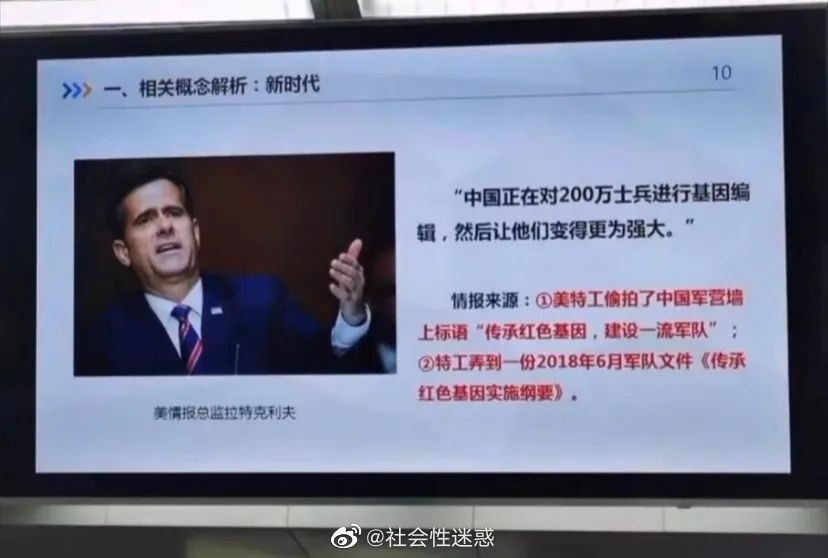 一、相关概念解析：新时代
10
“中国正在对200万士兵进行基因编
辑，然后让他们变得更为强大。”
情报来源：①美特工偷拍了中国军营墙
上标语“传承红色基因，建设一流军队”；
②特工弄到一份2018年6月军队文件《传承
红色基因实施纲要》。
美情报总监拉特克利夫
@社会性迷惑